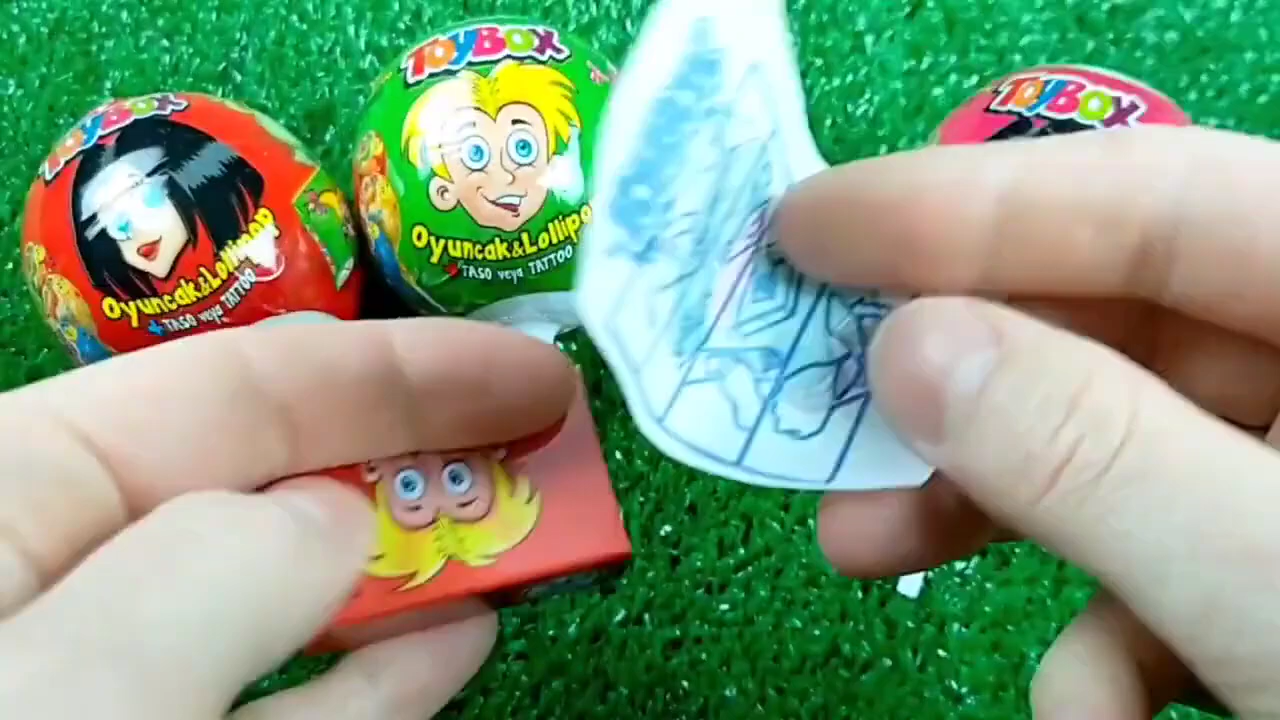 TOYBOX
Oyuncak&Lollipop
+ TASO veya TATTOO
TOYBOX
Oyuncak&Lollipo
TASO veya TATTOO
TOYBOX